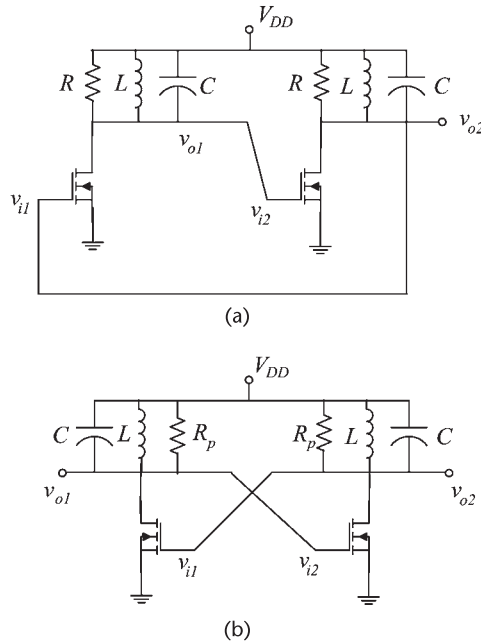 V_DD
R L C R L C
v_o1 v_o2
v_i1 v_i2
(a)
V_DD
C L R_p R_p L C
v_o1 v_o2
v_i1 v_i2
(b)